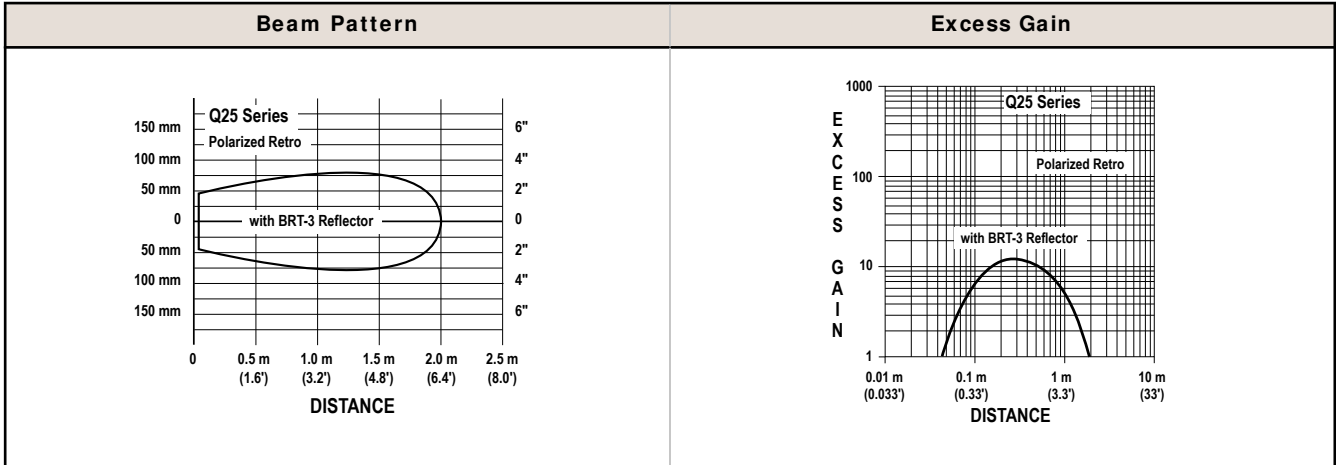 Beam Pattern
Excess Gain
Q25 Series
Polarized Retro
150 mm
100 mm
50 mm
0
50 mm
100 mm
150 mm
6"
4"
2"
0
2"
4"
6"
with BRT-3 Reflector
0 0.5 m 1.0 m 1.5 m 2.0 m 2.5 m
(1.6') (3.2') (4.8') (6.4') (8.0')
DISTANCE
EXCESS GAIN
1000
100
10
1
Q25 Series
Polarized Retro
with BRT-3 Reflector
0.01 m 0.1 m 1 m 10 m
(0.033') (0.33') (3.3') (33')
DISTANCE